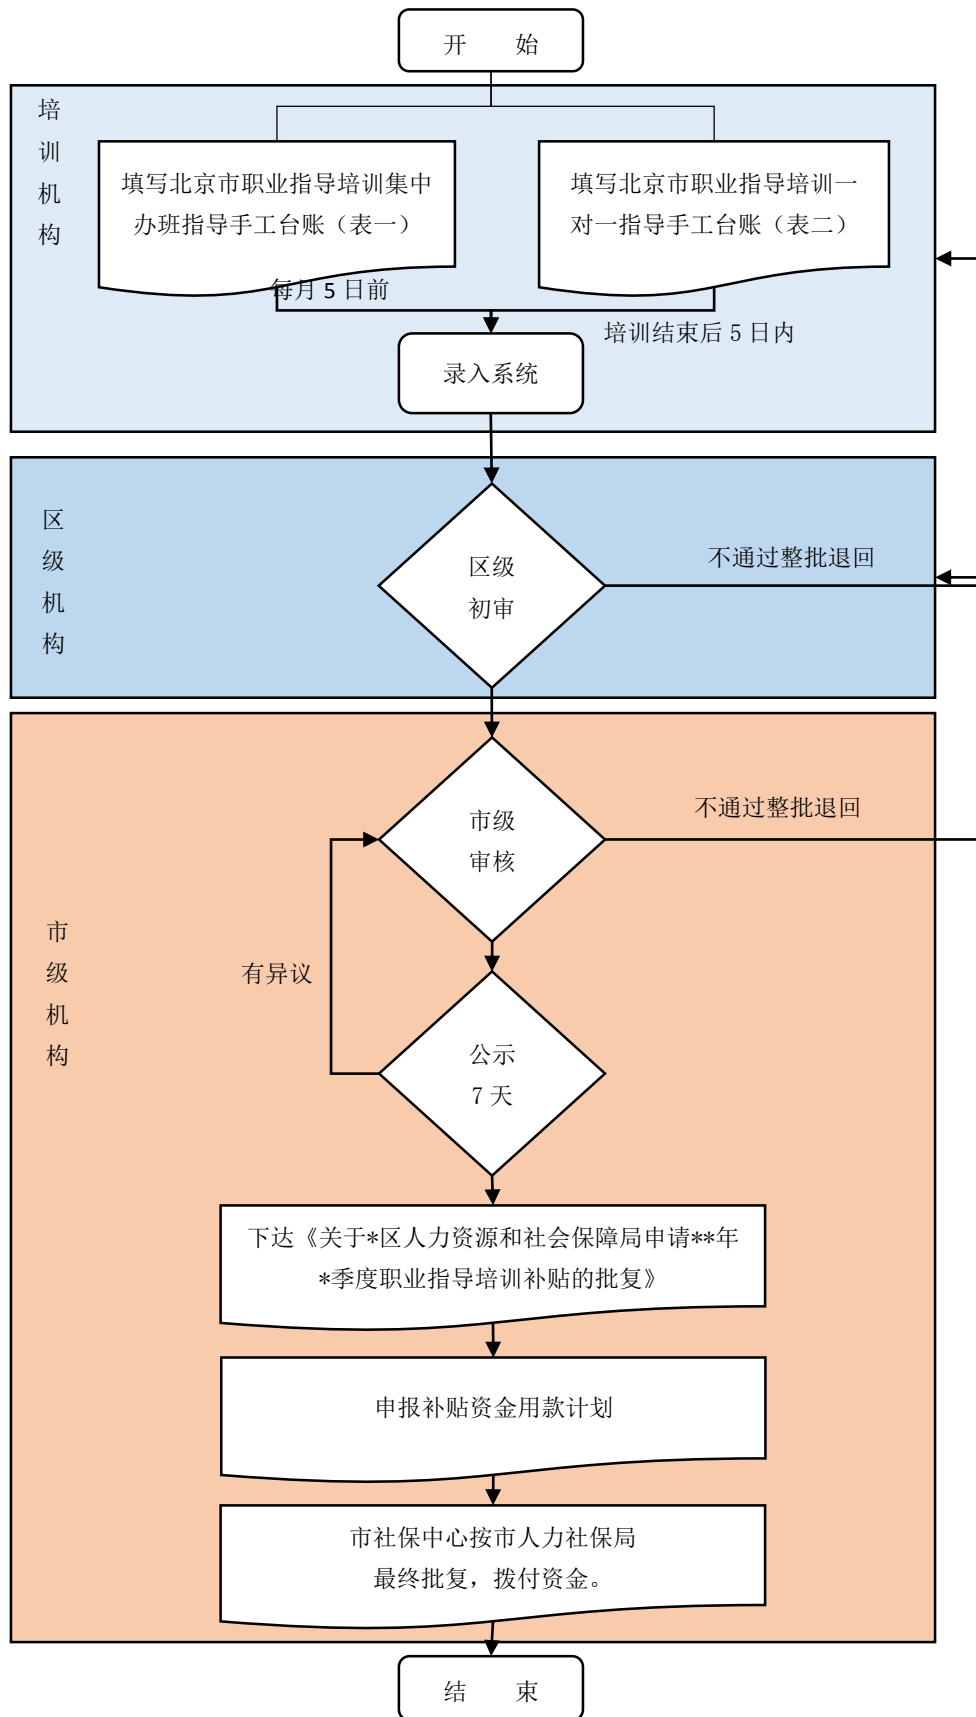 开 始
培
训
机
构
填写北京市职业指导培训集中
办班指导手工台账（表一）
填写北京市职业指导培训一
对一指导手工台账（表二）
每月 5 日前
培训结束后 5 日内
录入系统
区
级
机
构
区级
初审
不通过整批退回
市
级
机
构
市级
审核
不通过整批退回
有异议
公示
7 天
下达《关于*区人力资源和社会保障局申请**年
*季度职业指导培训补贴的批复》
申报补贴资金用款计划
市社保中心按市人力社保局
最终批复，拨付资金。
结 束